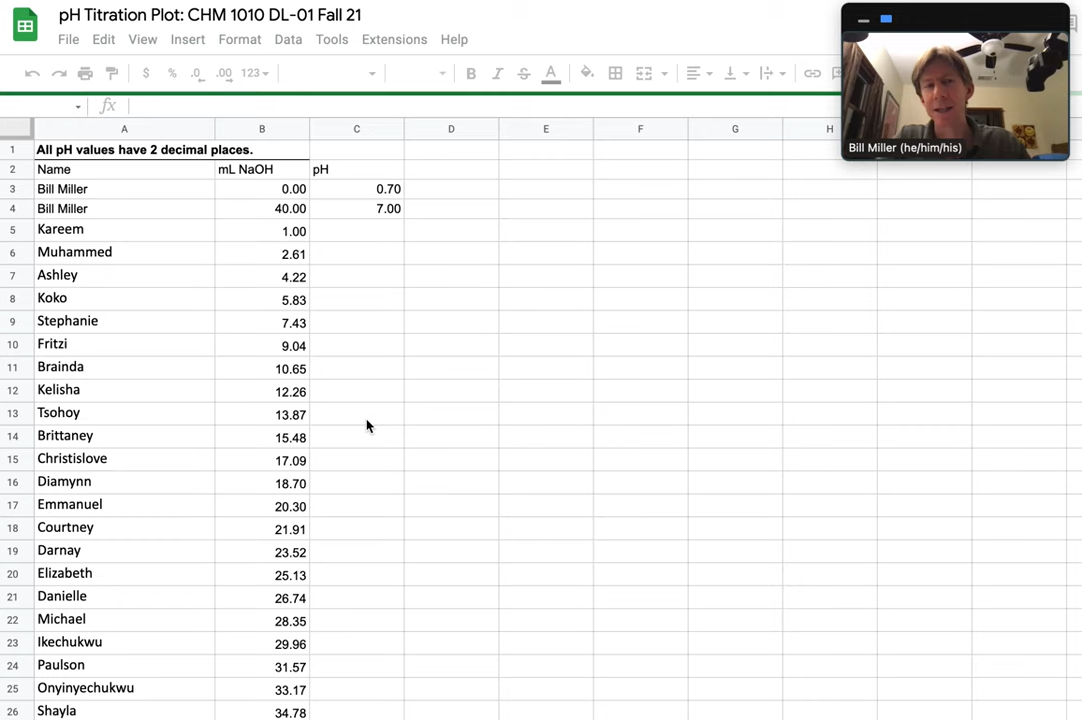 pH Titration Plot: CHM 1010 DL-01 Fall 21
File Edit View Insert Format Data Tools Extensions Help
$ % .0 .00 123 B I S A
fx
Bill Miller (he/him/his)
A B C D E F G H
1 All pH values have 2 decimal places.
2 Name mL NaOH pH
3 Bill Miller 0.00 0.70
4 Bill Miller 40.00 7.00
5 Kareem 1.00
6 Muhammed 2.61
7 Ashley 4.22
8 Koko 5.83
9 Stephanie 7.43
10 Fritzi 9.04
11 Brainda 10.65
12 Kelisha 12.26
13 Tsohoy 13.87
14 Brittaney 15.48
15 Christislove 17.09
16 Diamynn 18.70
17 Emmanuel 20.30
18 Courtney 21.91
19 Darnay 23.52
20 Elizabeth 25.13
21 Danielle 26.74
22 Michael 28.35
23 Ikechukwu 29.96
24 Paulson 31.57
25 Onyinyechukwu 33.17
26 Shayla 34.78